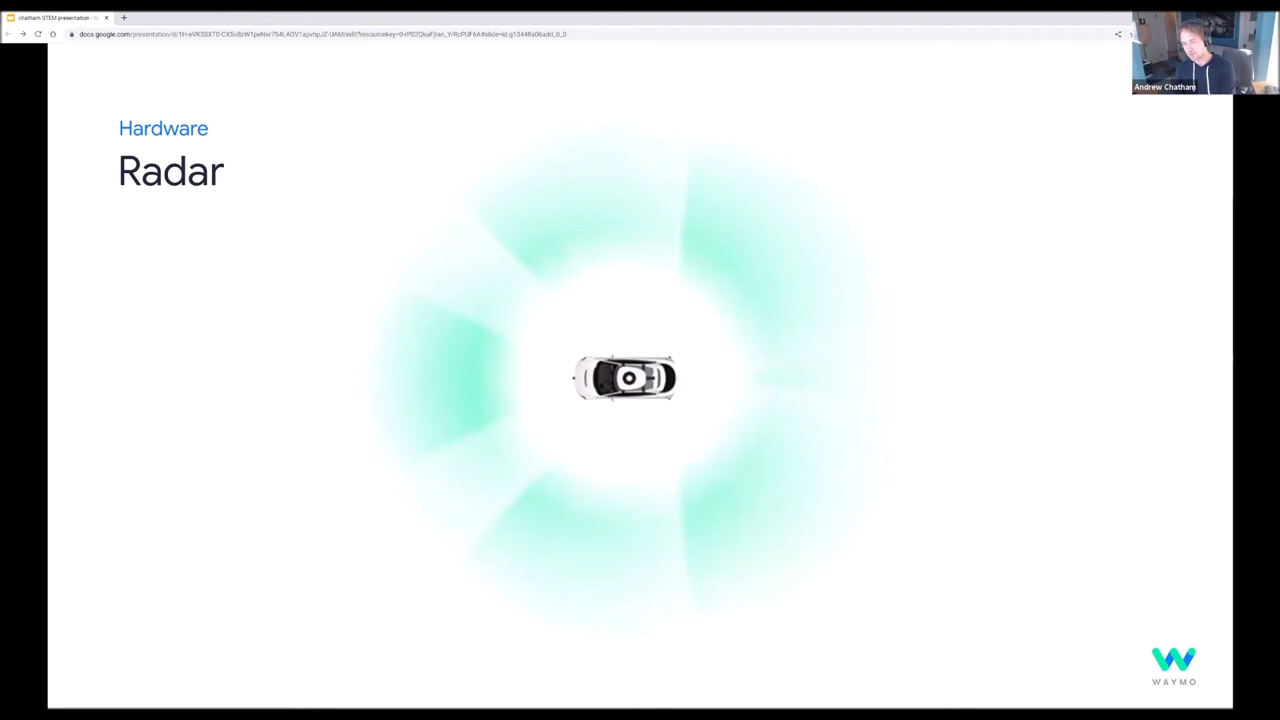 chatham STEM presentation - G
Andrew Chatham
Hardware
Radar
WAYMO